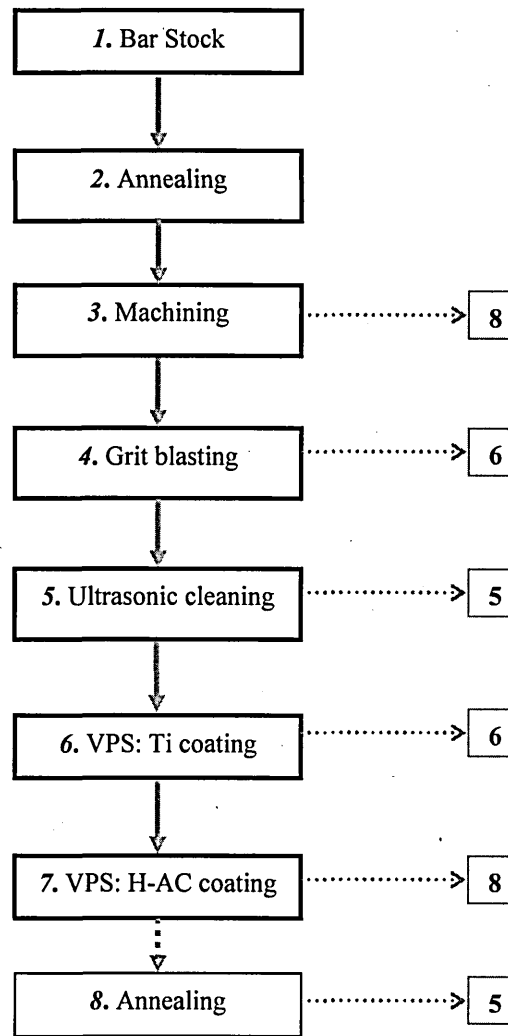 1. Bar Stock
2. Annealing
3. Machining
8
4. Grit blasting
6
5. Ultrasonic cleaning
5
6. VPS: Ti coating
6
7. VPS: H-AC coating
8
8. Annealing
5